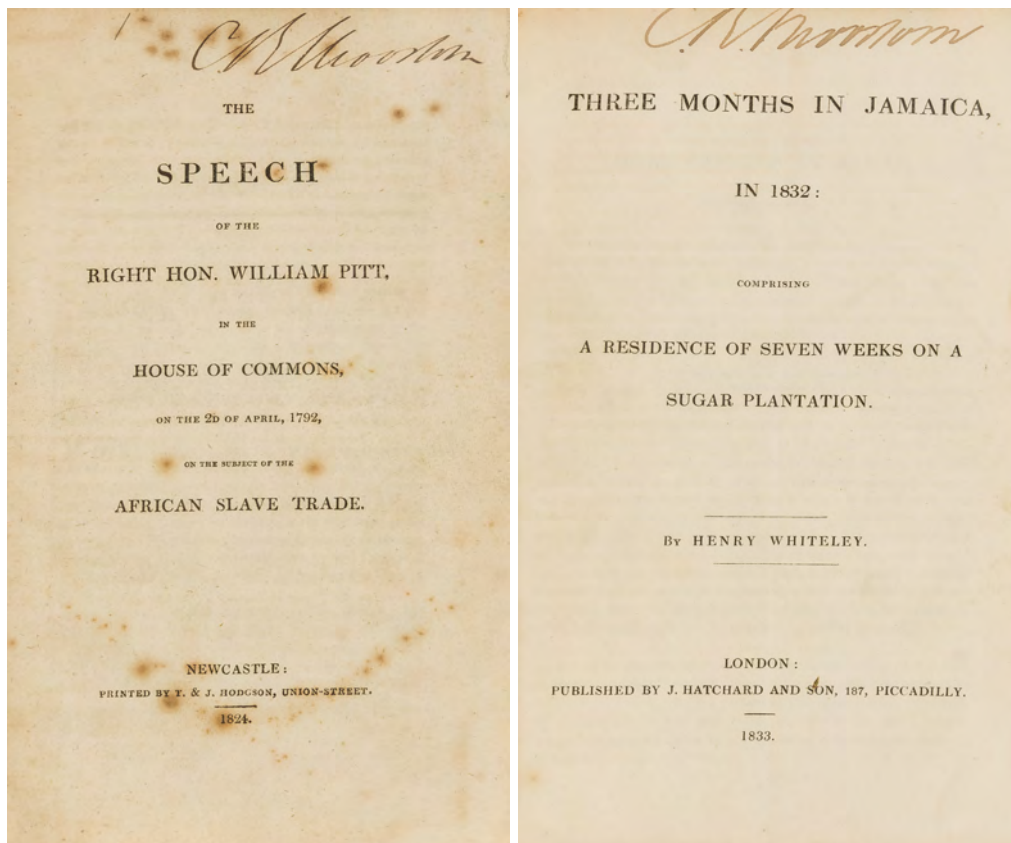 THE
SPEECH
OF THE
RIGHT HON. WILLIAM PITT,
IN THE
HOUSE OF COMMONS,
ON THE 2D OF APRIL, 1792,
ON THE SUBJECT OF THE
AFRICAN SLAVE TRADE.
NEWCASTLE:
PRINTED BY T. & J. HODGSON, UNION-STREET.
1824.
THREE MONTHS IN JAMAICA,
IN 1832:
COMPRISING
A RESIDENCE OF SEVEN WEEKS ON A
SUGAR PLANTATION.
By HENRY WHITELEY.
LONDON:
PUBLISHED BY J. HATCHARD AND SON, 187, PICCADILLY.
1833.